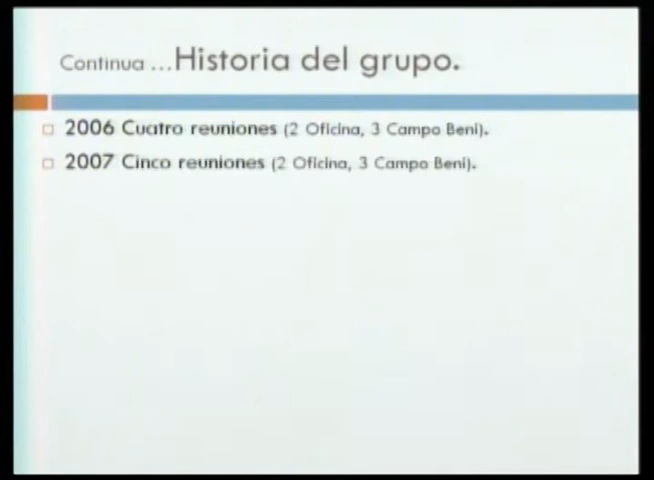 Continua ...Historia del grupo.
2006 Cuatro reuniones (2 Oficina, 3 Campo Beni).
2007 Cinco reuniones (2 Oficina, 3 Campo Beni).